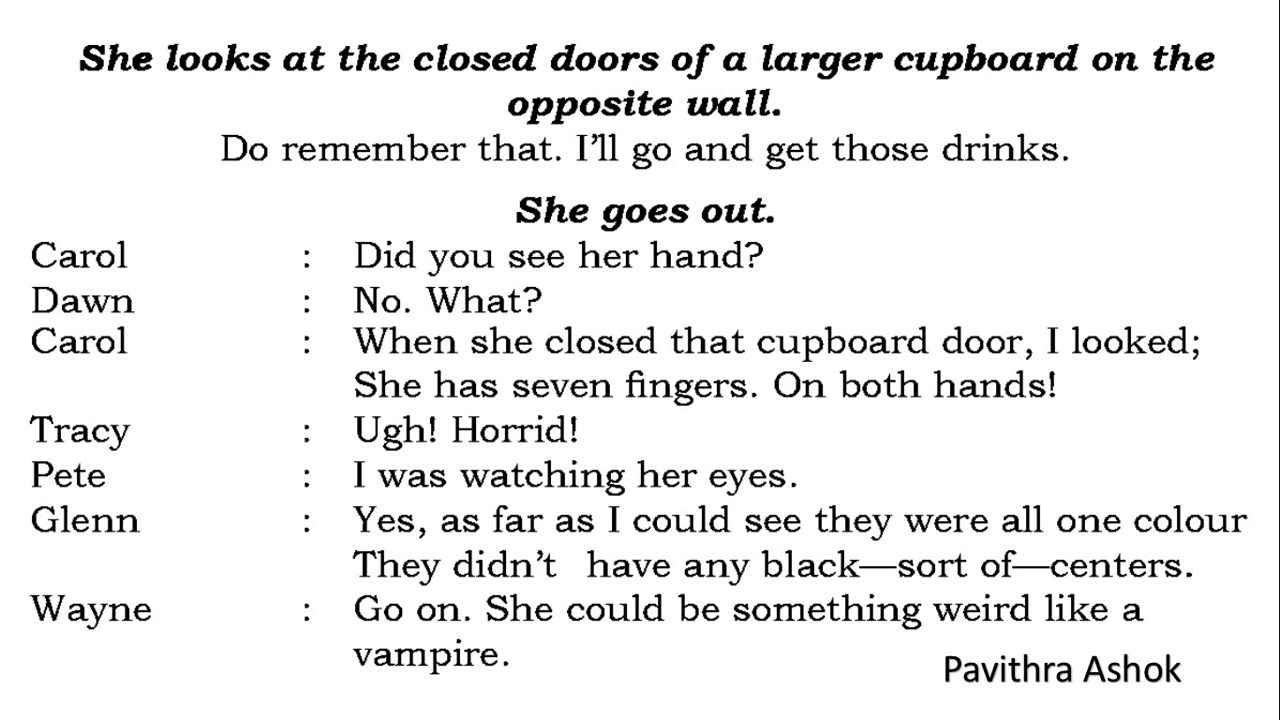 She looks at the closed doors of a larger cupboard on the
opposite wall.
Do remember that. I'll go and get those drinks.
She goes out.
Carol : Did you see her hand?
Dawn : No. What?
Carol : When she closed that cupboard door, I looked;
She has seven fingers. On both hands!
Tracy : Ugh! Horrid!
Pete : I was watching her eyes.
Glenn : Yes, as far as I could see they were all one colour
They didn't have any black—sort of—centers.
Wayne : Go on. She could be something weird like a
vampire.
Pavithra Ashok